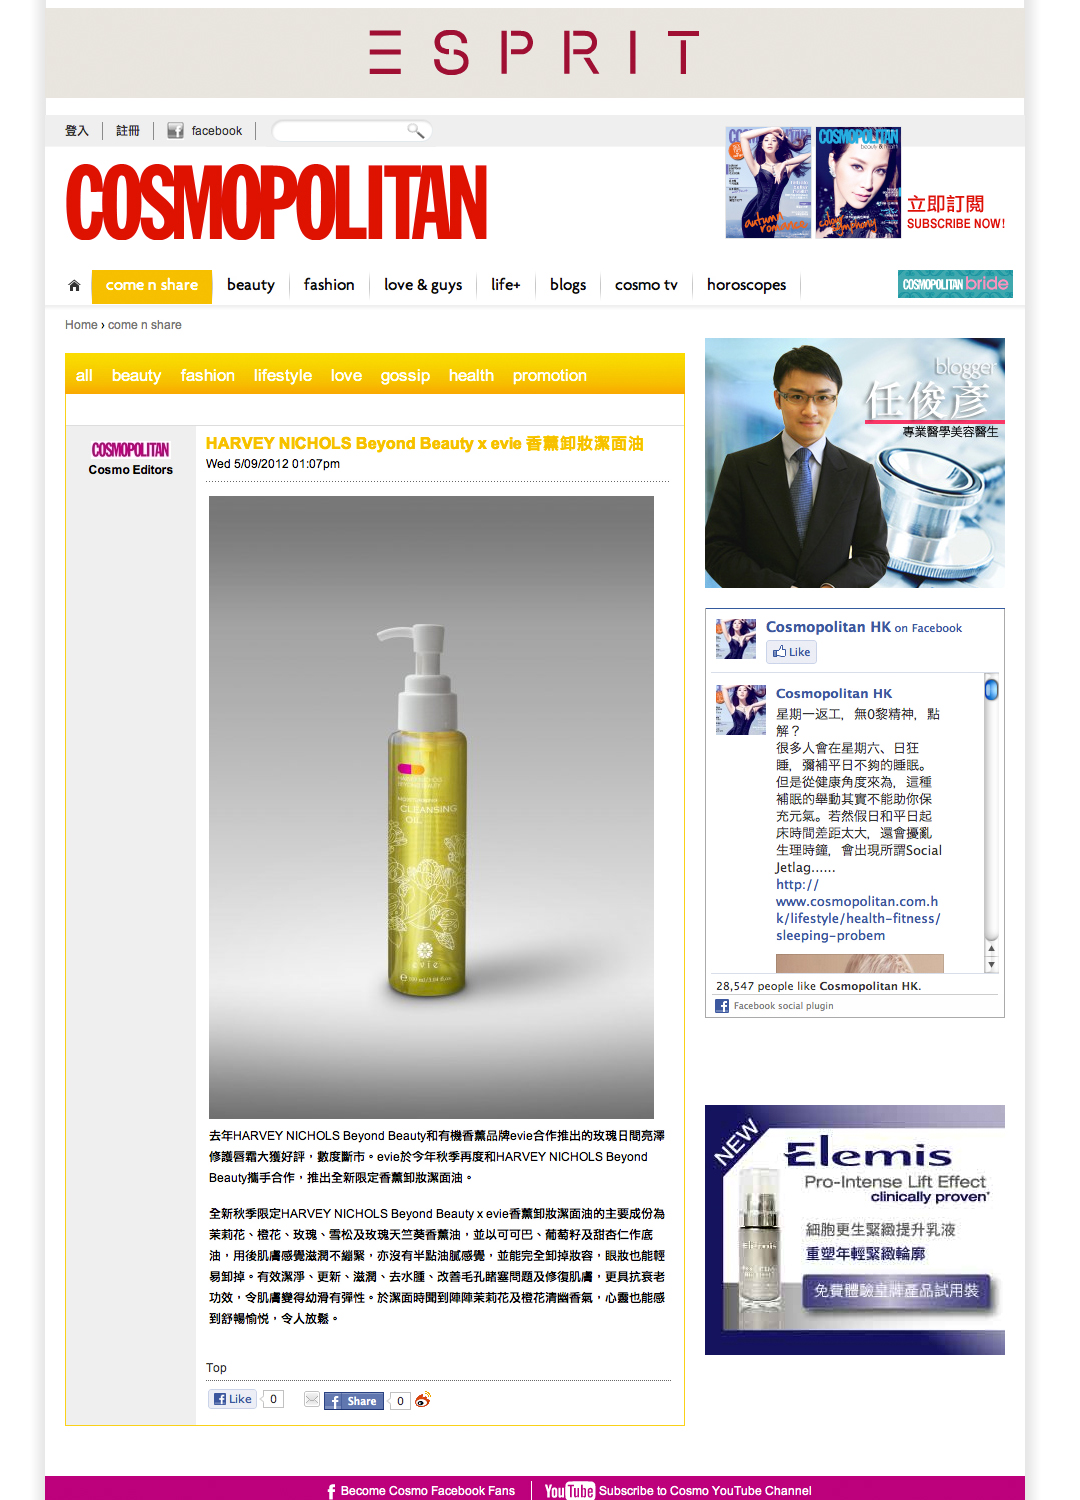 ESPRIT
登入
註冊
facebook
COSMOPOLITAN
COSMOPOLITAN
autumn romance
COSMOPOLITAN
立即訂閱
SUBSCRIBE NOW!
come n share
beauty
fashion
love & guys
life+
blogs
cosmo tv
horoscopes
COSMOPOLITAN bride
Home › come n share
all
beauty
fashion
lifestyle
love
gossip
health
promotion
COSMOPOLITAN
Cosmo Editors
HARVEY NICHOLS Beyond Beauty x evie 香薰卸妝潔面油
Wed 5/09/2012 01:07pm
CLEANSING
OIL
evie
去年HARVEY NICHOLS Beyond Beauty和有機香薰品牌evie合作推出的玫瑰日間亮澤
修護唇霜大獲好評，數度斷市。evie於今年秋季再度和HARVEY NICHOLS Beyond
Beauty攜手合作，推出全新限定香薰卸妝潔面油。
全新秋季限定HARVEY NICHOLS Beyond Beauty x evie香薰卸妝潔面油的主要成份為
茉莉花、橙花、玫瑰、雪松及玫瑰天竺葵香薰油，並以可可巴、葡萄籽及甜杏仁作底
油，用後肌膚感覺滋潤不繃緊，亦沒有半點油膩感覺，並能完全卸掉妝容，眼妝也能輕
易卸掉。有效潔淨、更新、滋潤、去水腫、改善毛孔睹塞問題及修復肌膚，更具抗衰老
功效，令肌膚變得幼滑有彈性。於潔面時聞到陣陣茉莉花及橙花清幽香氣，心靈也能感
到舒暢愉悅，令人放鬆。
Top
Like
0
Share
0
blogger
任俊彥
專業醫學美容醫生
Cosmopolitan HK on Facebook
Like
Cosmopolitan HK
星期一返工，無0黎精神，點
解？
很多人會在星期六、日狂
睡，彌補平日不夠的睡眠。
但是從健康角度來為，這種
補眠的舉動其實不能助你保
充元氣。若然假日和平日起
床時間差距太大，還會擾亂
生理時鐘，會出現所謂Social
Jetlag……
http://
www.cosmopolitan.com.h
k/lifestyle/health-fitness/
sleeping-probem
28,547 people like Cosmopolitan HK.
Facebook social plugin
NEW
Elemis
Pro-Intense Lift Effect
clinically proven*
細胞更生緊緻提升乳液
重塑年輕緊緻輪廓
Elemis
免費體驗皇牌產品試用裝
Become Cosmo Facebook Fans
YouTube Subscribe to Cosmo YouTube Channel